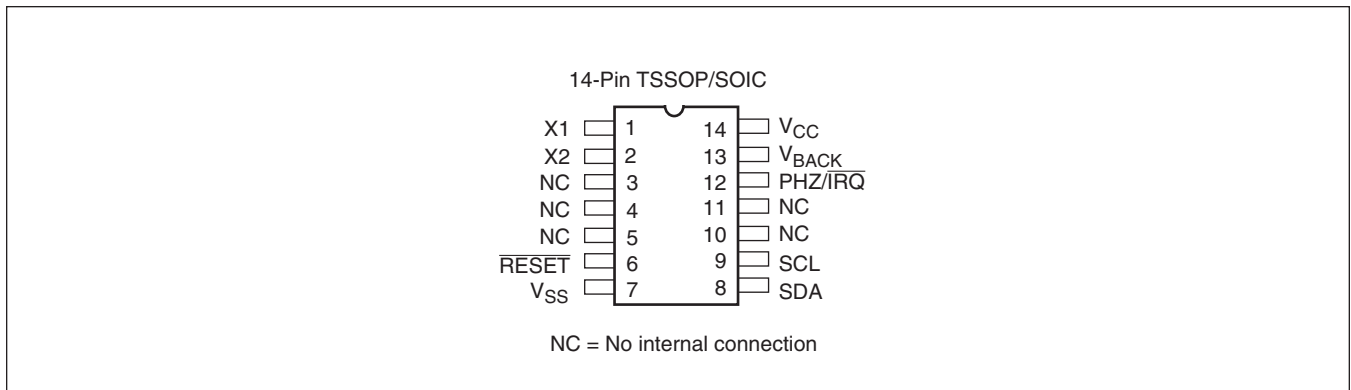 14-Pin TSSOP/SOIC
X1 1 14 VCC
X2 2 13 VBACK
NC 3 12 PHZ/IRQ
NC 4 11 NC
NC 5 10 NC
RESET 6 9 SCL
VSS 7 8 SDA
NC = No internal connection